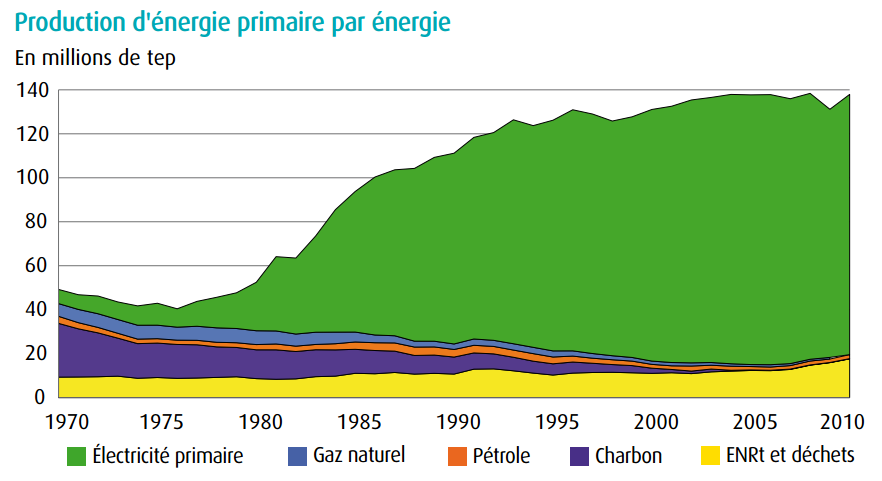 Production d'énergie primaire par énergie
En millions de tep
140
120
100
80
60
40
20
0
1970 1975 1980 1985 1990 1995 2000 2005 2010
Électricité primaire Gaz naturel Pétrole Charbon ENRt et déchets